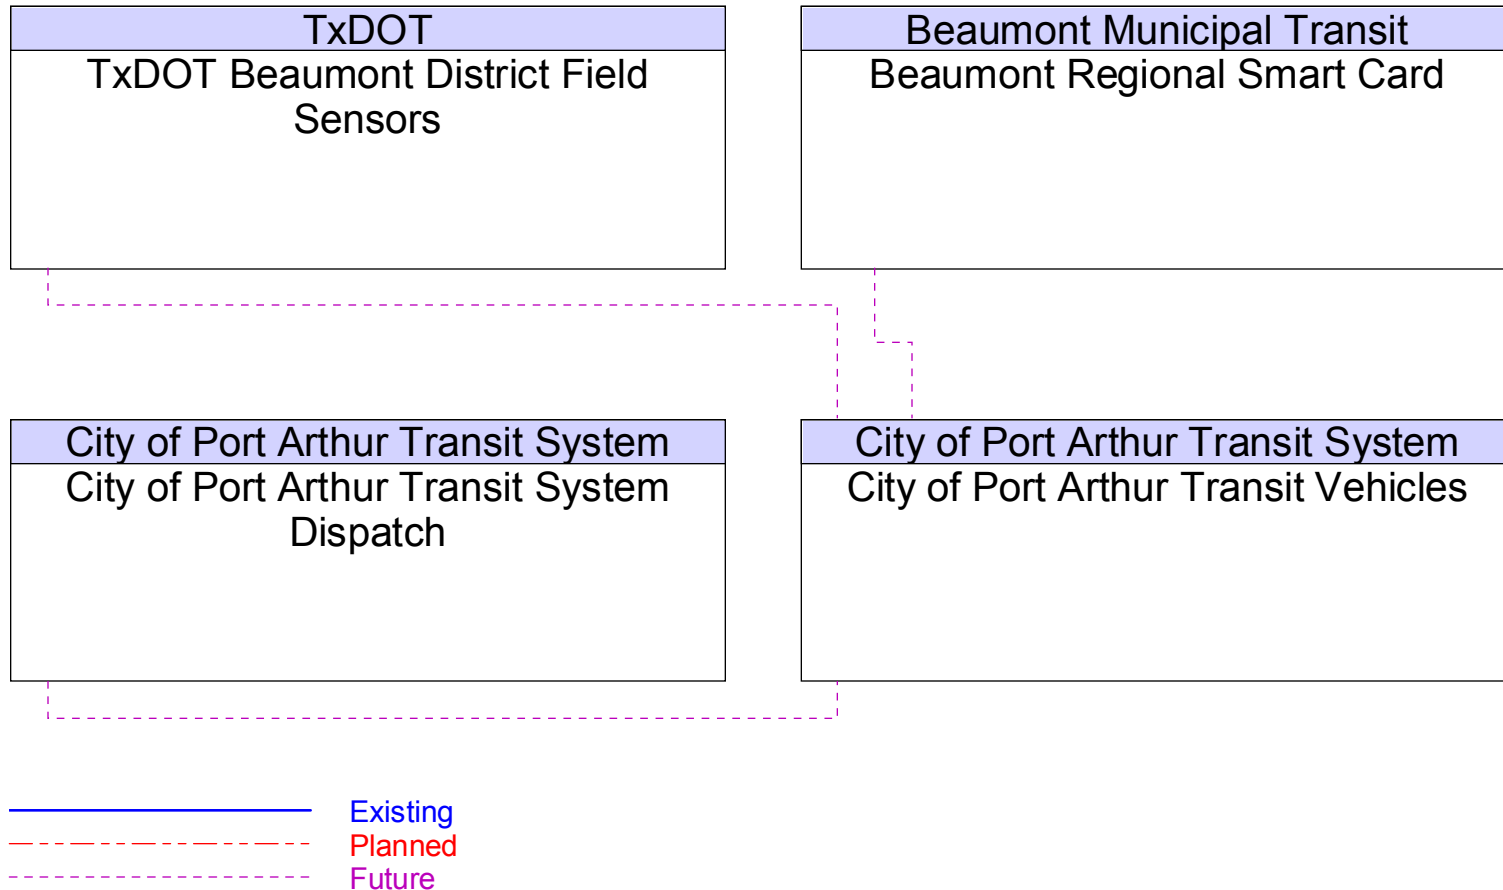 TxDOT
TxDOT Beaumont District Field
Sensors
Beaumont Municipal Transit
Beaumont Regional Smart Card
City of Port Arthur Transit System
City of Port Arthur Transit System
Dispatch
City of Port Arthur Transit System
City of Port Arthur Transit Vehicles
Existing
Planned
Future